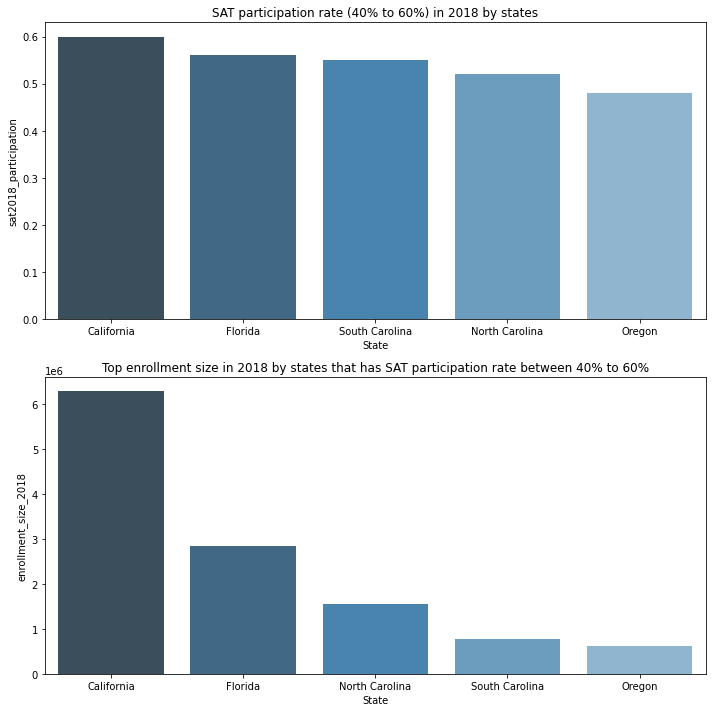 SAT participation rate (40% to 60%) in 2018 by states
0.6
0.5
0.4
0.3
0.2
0.1
0.0
sat2018_participation
California Florida South Carolina North Carolina Oregon
State
Top enrollment size in 2018 by states that has SAT participation rate between 40% to 60%
1e6
6
5
4
3
2
1
0
enrollment_size_2018
California Florida North Carolina South Carolina Oregon
State